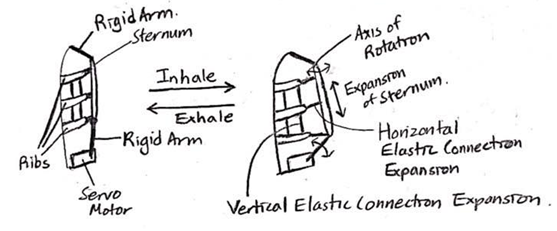 Rigid Arm.
Sternum
Inhale
Exhale
Rigid Arm
Ribs
Servo
Motor
Axis of
Rotation
Expansion
of Sternum.
Horizontal
Elastic Connection
Expansion
Vertical Elastic Connection Expansion.